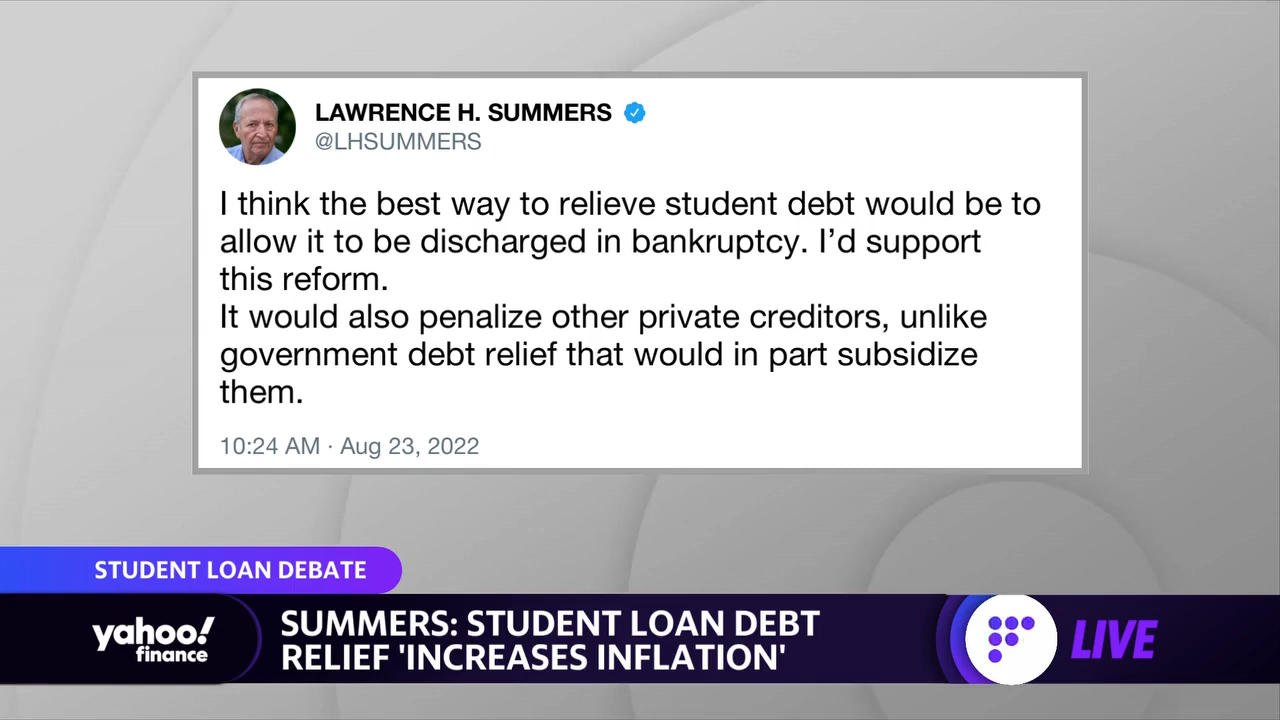 LAWRENCE H. SUMMERS
@LHSUMMERS
I think the best way to relieve student debt would be to
allow it to be discharged in bankruptcy. I’d support
this reform.
It would also penalize other private creditors, unlike
government debt relief that would in part subsidize
them.
10:24 AM · Aug 23, 2022
STUDENT LOAN DEBATE
yahoo!
finance
SUMMERS: STUDENT LOAN DEBT
RELIEF 'INCREASES INFLATION'
LIVE